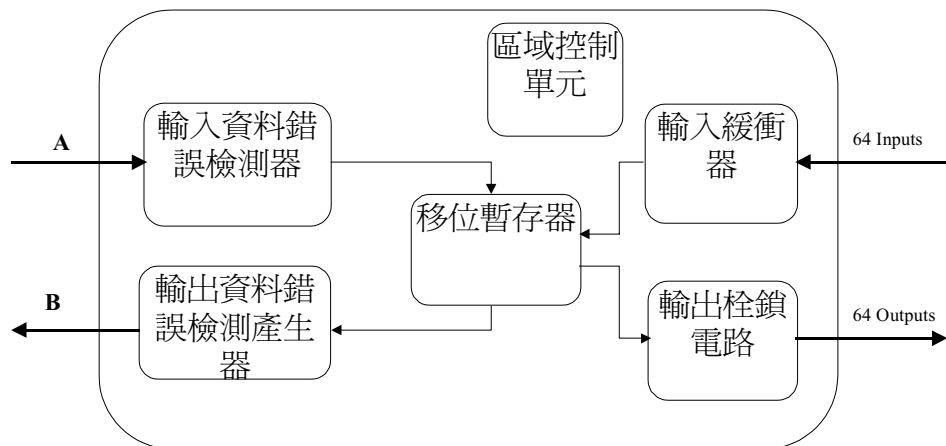 區域控制
單元
輸入資料錯
誤檢測器
輸入緩衝
器
A
64 Inputs
移位暫存器
輸出資料錯
誤檢測產生
器
輸出栓鎖
電路
B
64 Outputs